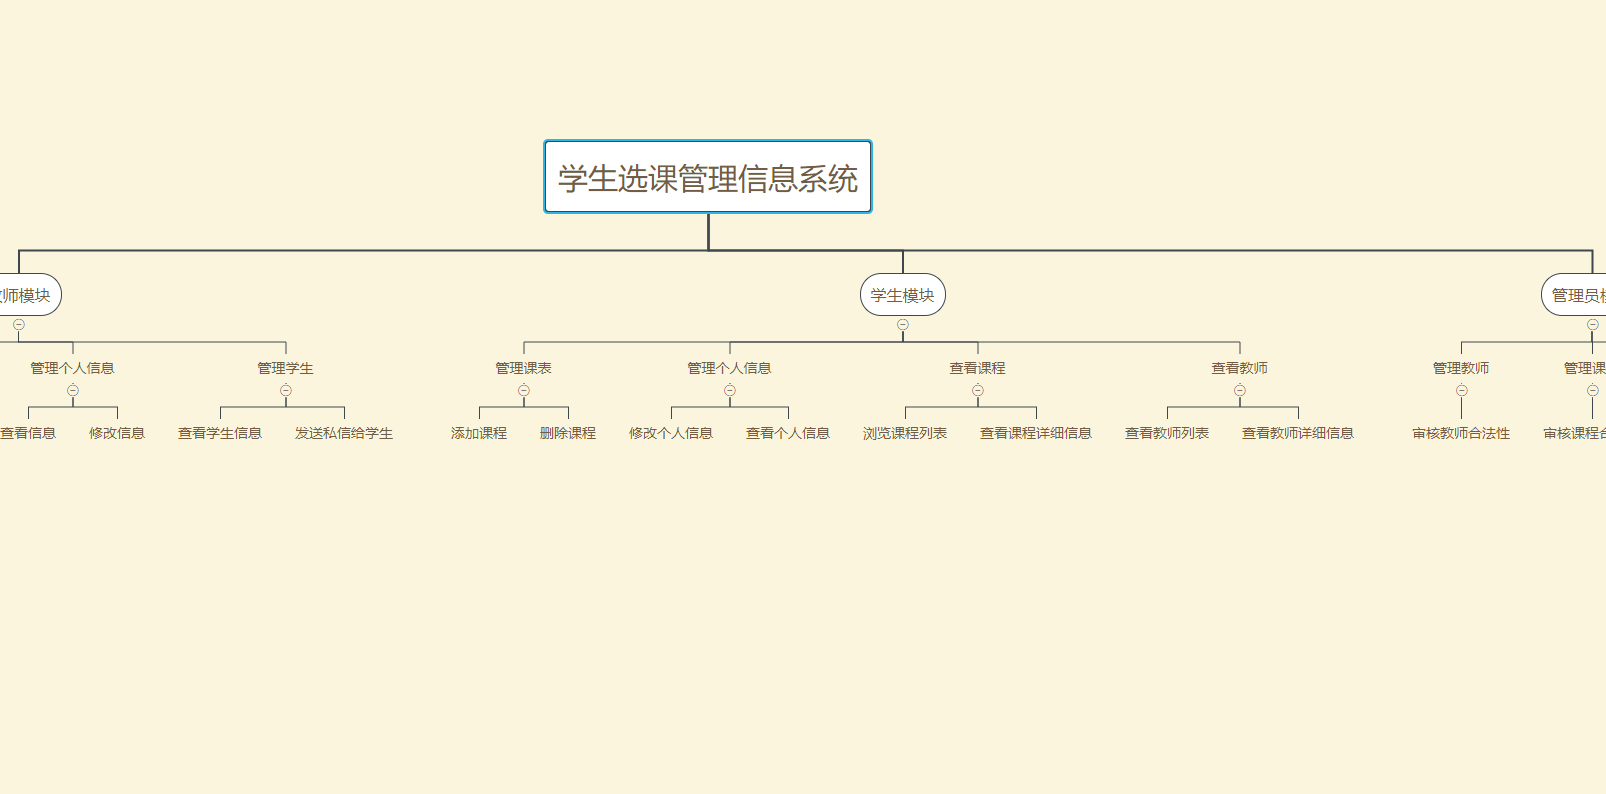 学生选课管理信息系统
师模块
学生模块
管理员
管理个人信息
管理学生
管理课表
管理个人信息
查看课程
查看教师
管理教师
管理课
查看信息
修改信息
查看学生信息
发送私信给学生
添加课程
删除课程
修改个人信息
查看个人信息
浏览课程列表
查看课程详细信息
查看教师列表
查看教师详细信息
审核教师合法性
审核课程